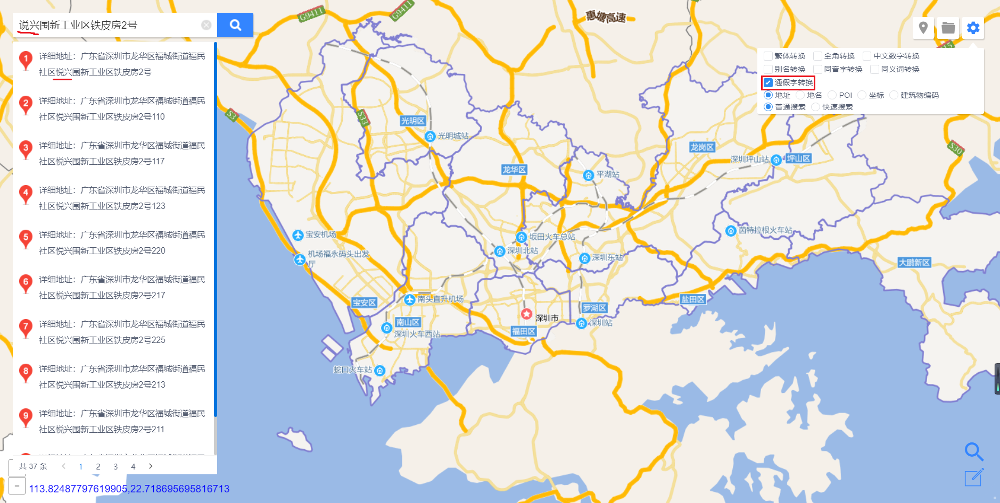 说兴围新工业区铁皮房2号
1
详细地址：广东省深圳市龙华区福城街道福民
社区悦兴围新工业区铁皮房2号
2
详细地址：广东省深圳市龙华区福城街道福民
社区悦兴围新工业区铁皮房2号110
3
详细地址：广东省深圳市龙华区福城街道福民
社区悦兴围新工业区铁皮房2号117
4
详细地址：广东省深圳市龙华区福城街道福民
社区悦兴围新工业区铁皮房2号123
5
详细地址：广东省深圳市龙华区福城街道福民
社区悦兴围新工业区铁皮房2号220
6
详细地址：广东省深圳市龙华区福城街道福民
社区悦兴围新工业区铁皮房2号217
7
详细地址：广东省深圳市龙华区福城街道福民
社区悦兴围新工业区铁皮房2号225
8
详细地址：广东省深圳市龙华区福城街道福民
社区悦兴围新工业区铁皮房2号213
9
详细地址：广东省深圳市龙华区福城街道福民
社区悦兴围新工业区铁皮房2号211
共 37 条 1 2 3 4
113.82487797619905,22.718695695816713
繁体转换 全角转换 中文数字转换
别名转换 同音字转换 同义词转换
通假字转换
地址 地名 POI 坐标 建筑物编码
普通搜索 快速搜索
G9411
G9411
惠塘高速
S3
S33
S30
光明区
光明城站
龙华区
平湖站
龙岗区
深圳坪山站
坪山区
宝安机场
机场福永码头出发
厅
坂田火车总站
深圳北站
深圳东站
茵特拉根火车站
大鹏新区
宝安区
南头直升机场
南山区
深圳火车西站
深圳市
福田区
罗湖区
深圳站
盐田区
蛇口火车站